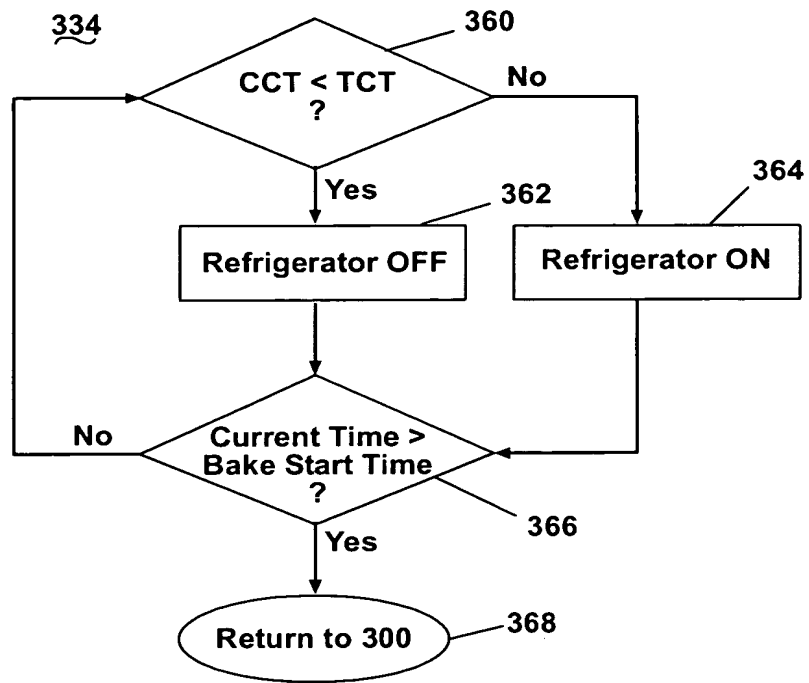 334
360
CCT < TCT
?
No
Yes
362
364
Refrigerator OFF
Refrigerator ON
No
Current Time >
Bake Start Time
?
366
Yes
Return to 300
368